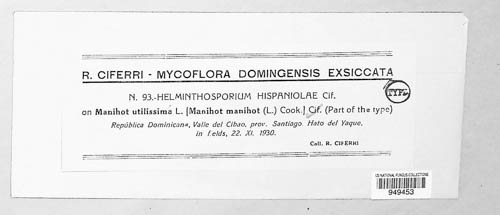 R. CIFERRI - MYCOFLORA DOMINGENSIS EXSICCATA
TYPE
N. 93.-HELMINTHOSPORIUM HISPANIOLAE Cif.
on Manihot utilissima L. [Manihot manihot (L.) Cook.] Cif. (Part of the type)
República Dominicana, Valle del Cibao, prov. Santiago. Hato del Yaque,
in fields, 22. XI. 1930.
Coll. R. CIFERRI
US NATIONAL FUNGUS COLLECTIONS
949453